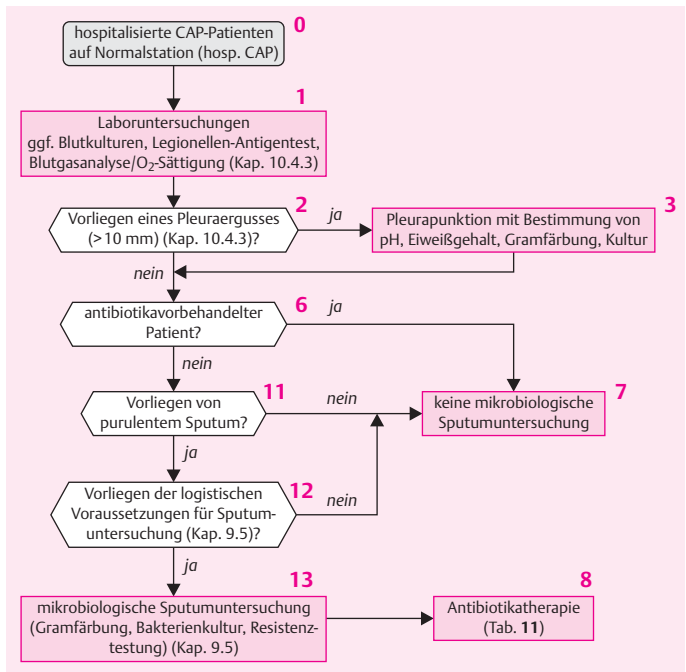 0
hospitalisierte CAP-Patienten
auf Normalstation (hosp. CAP)
1
Laboruntersuchungen
ggf. Blutkulturen, Legionellen-Antigentest,
Blutgasanalyse/O₂-Sättigung (Kap. 10.4.3)
2
Vorliegen eines Pleuraergusses
(> 10 mm) (Kap. 10.4.3)?
ja
3
Pleurapunktion mit Bestimmung von
pH, Eiweißgehalt, Gramfärbung, Kultur
nein
6
antibiotikavorbehandelter
Patient?
ja
nein
11
Vorliegen von
purulentem Sputum?
nein
7
keine mikrobiologische
Sputumuntersuchung
ja
12
Vorliegen der logistischen
Voraussetzungen für Sputum-
untersuchung (Kap. 9.5)?
nein
ja
13
mikrobiologische Sputumuntersuchung
(Gramfärbung, Bakterienkultur, Resistenz-
testung) (Kap. 9.5)
8
Antibiotikatherapie
(Tab. 11)